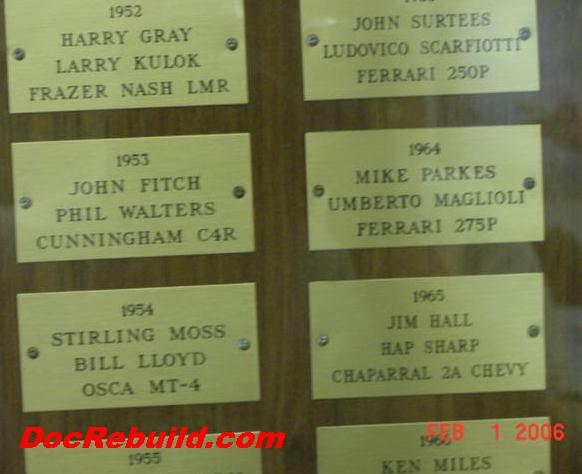 1952
HARRY GRAY
LARRY KULOK
FRAZER NASH LMR
1953
JOHN FITCH
PHIL WALTERS
CUNNINGHAM C4R
1954
STIRLING MOSS
BILL LLOYD
OSCA MT-4
1955
JOHN SURTEES
LUDOVICO SCARFIOTTI
FERRARI 250P
1964
MIKE PARKES
UMBERTO MAGLIOLI
FERRARI 275P
1965
JIM HALL
HAP SHARP
CHAPARRAL 2A CHEVY
KEN MILES
DocRebuild.com
FEB 1 2006